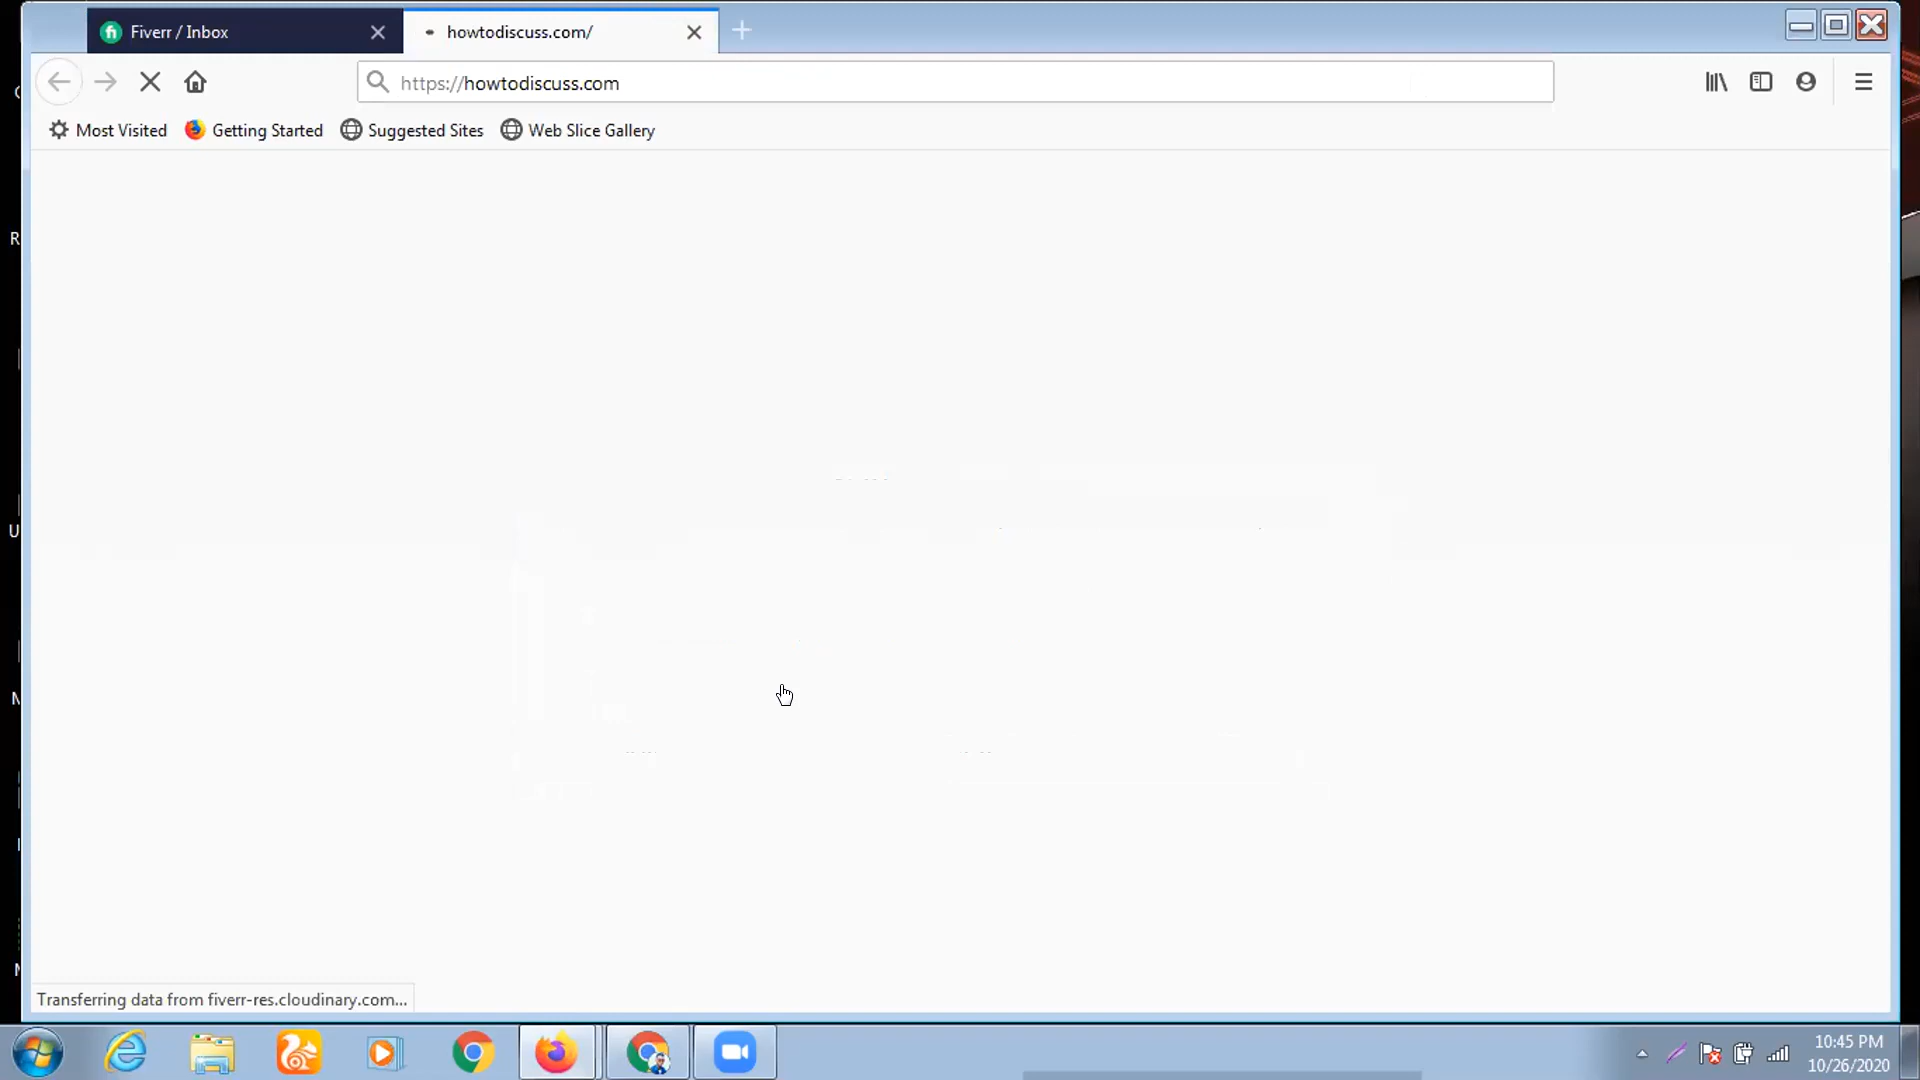 Fiverr / Inbox
howtodiscuss.com/
https://howtodiscuss.com
Most Visited
Getting Started
Suggested Sites
Web Slice Gallery
R
U
Transferring data from fiverr-res.cloudinary.com...
10:45 PM
10/26/2020